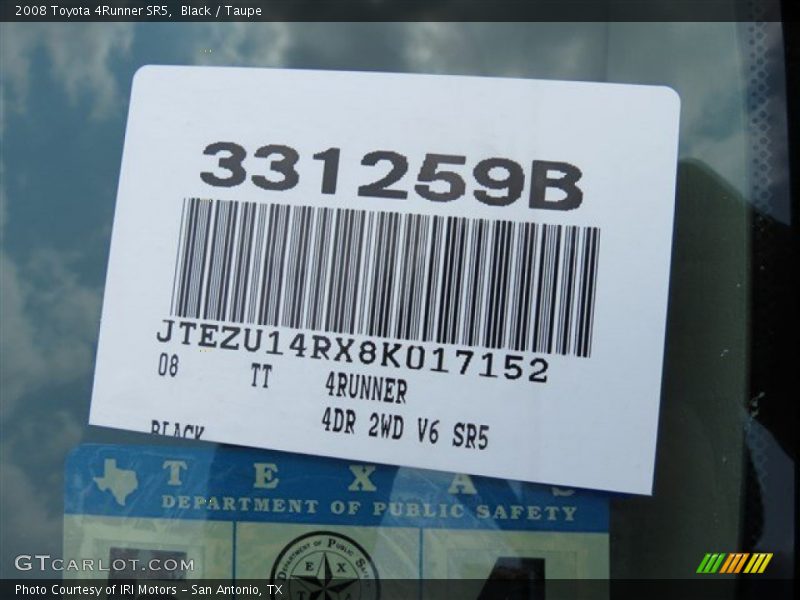 2008 Toyota 4Runner SR5, Black / Taupe
331259B
JTEZU14RX8K017152
08 TT 4RUNNER
4DR 2WD V6 SR5
BLACK
TEXAS
DEPARTMENT OF PUBLIC SAFETY
GTCARLOT.COM
Photo Courtesy of IRI Motors - San Antonio, TX